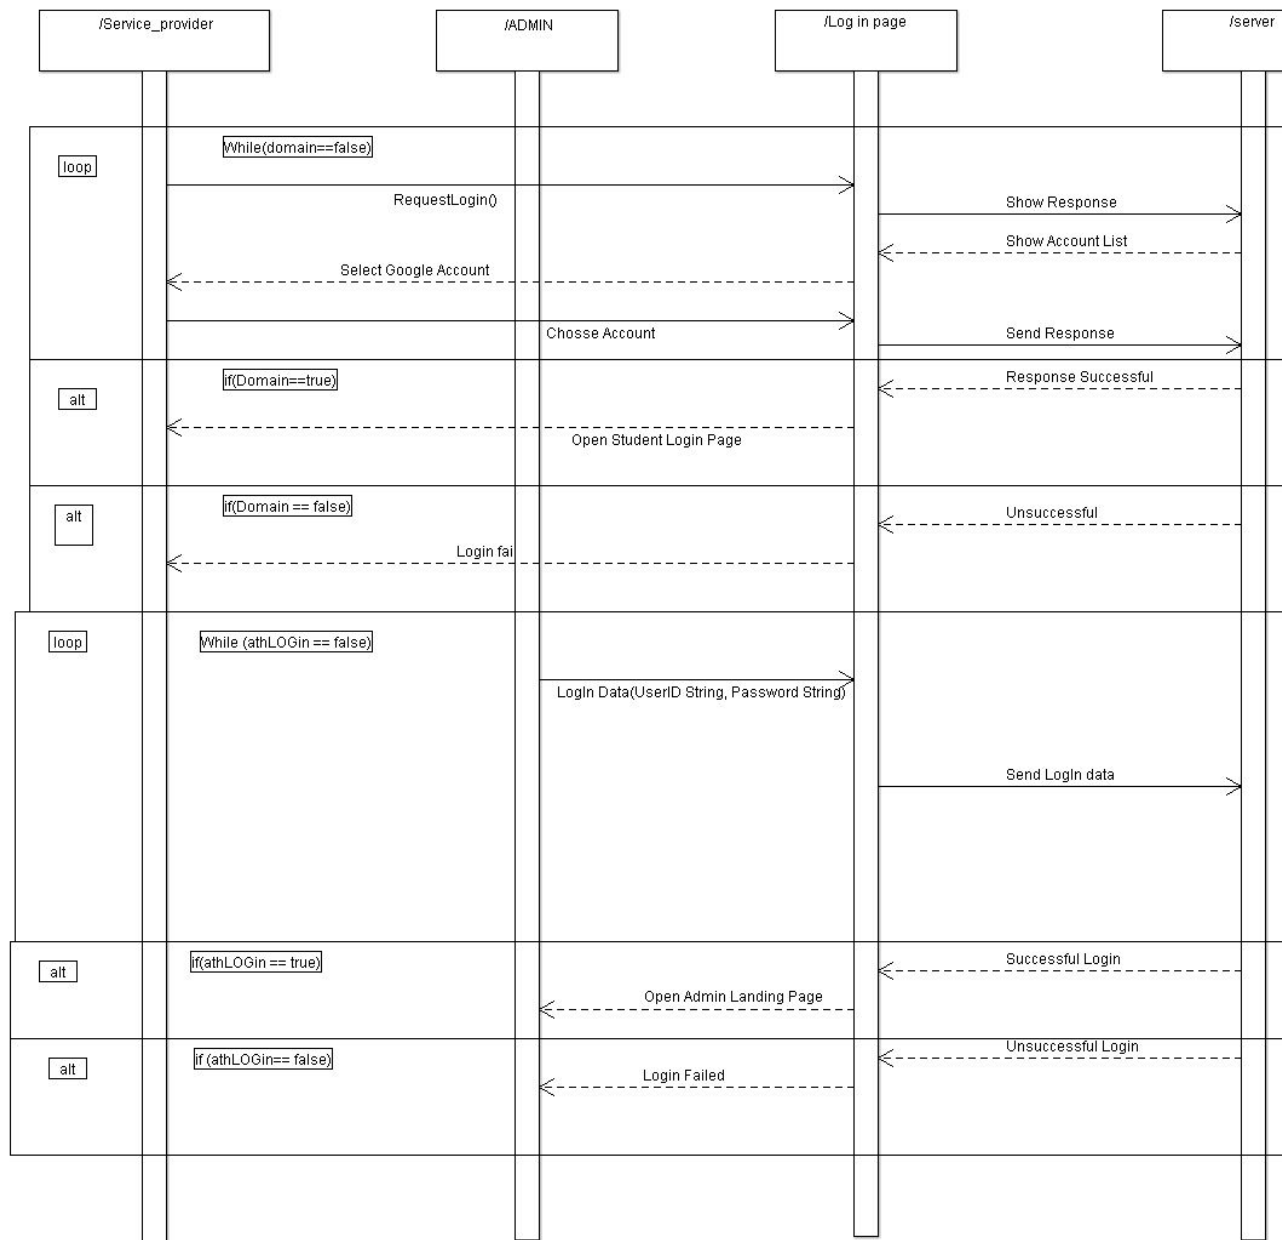 /Service_provider
/ADMIN
/Log in page
/server
While(domain==false)
loop
RequestLogin()
Show Response
Show Account List
Select Google Account
Chosse Account
Send Response
if(Domain==true)
alt
Response Successful
Open Student Login Page
if(Domain == false)
alt
Unsuccessful
Login fai
loop
While (athLOGin == false)
LogIn Data(UserID String, Password String)
Send LogIn data
if(athLOGin == true)
alt
Successful Login
Open Admin Landing Page
if (athLOGin== false)
alt
Unsuccessful Login
Login Failed